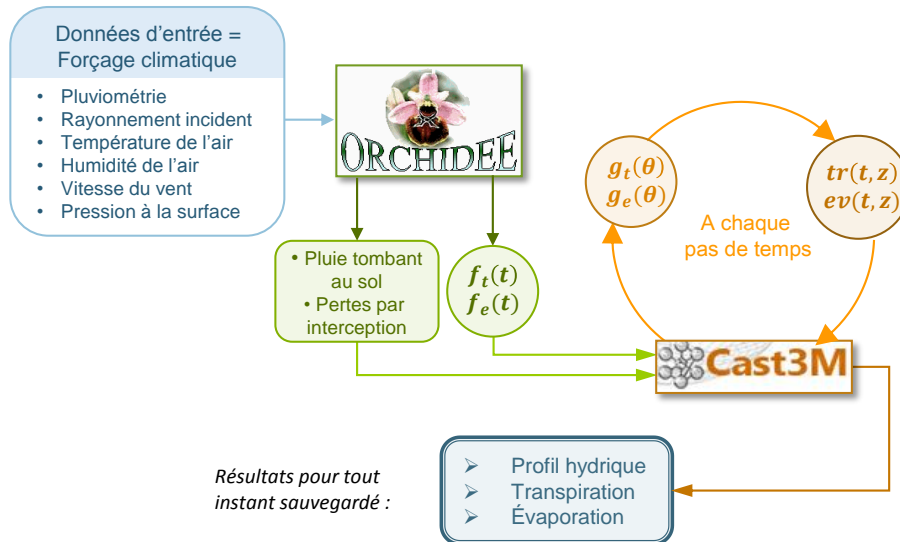 Données d'entrée =
Forçage climatique
• Pluviométrie
• Rayonnement incident
• Température de l'air
• Humidité de l'air
• Vitesse du vent
• Pression à la surface
ORCHIDEE
• Pluie tombant
au sol
• Pertes par
interception
f_t(t)
f_e(t)
g_t(θ)
g_e(θ)
tr(t, z)
ev(t, z)
A chaque
pas de temps
Cast3M
Résultats pour tout
instant sauvegardé :
➢ Profil hydrique
➢ Transpiration
➢ Évaporation